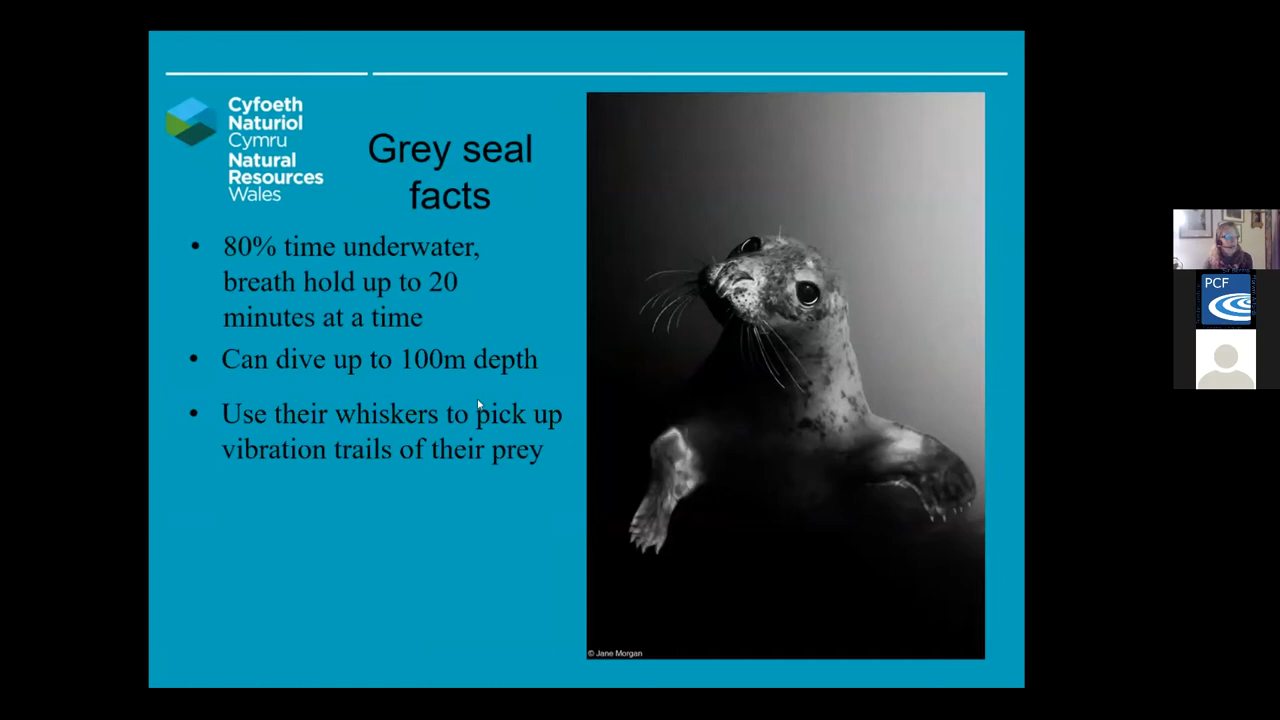 Cyfoeth
Naturiol
Cymru
Natural
Resources
Wales
Grey seal
facts
• 80% time underwater,
breath hold up to 20
minutes at a time
• Can dive up to 100m depth
• Use their whiskers to pick up
vibration trails of their prey
© Jane Morgan
PCF